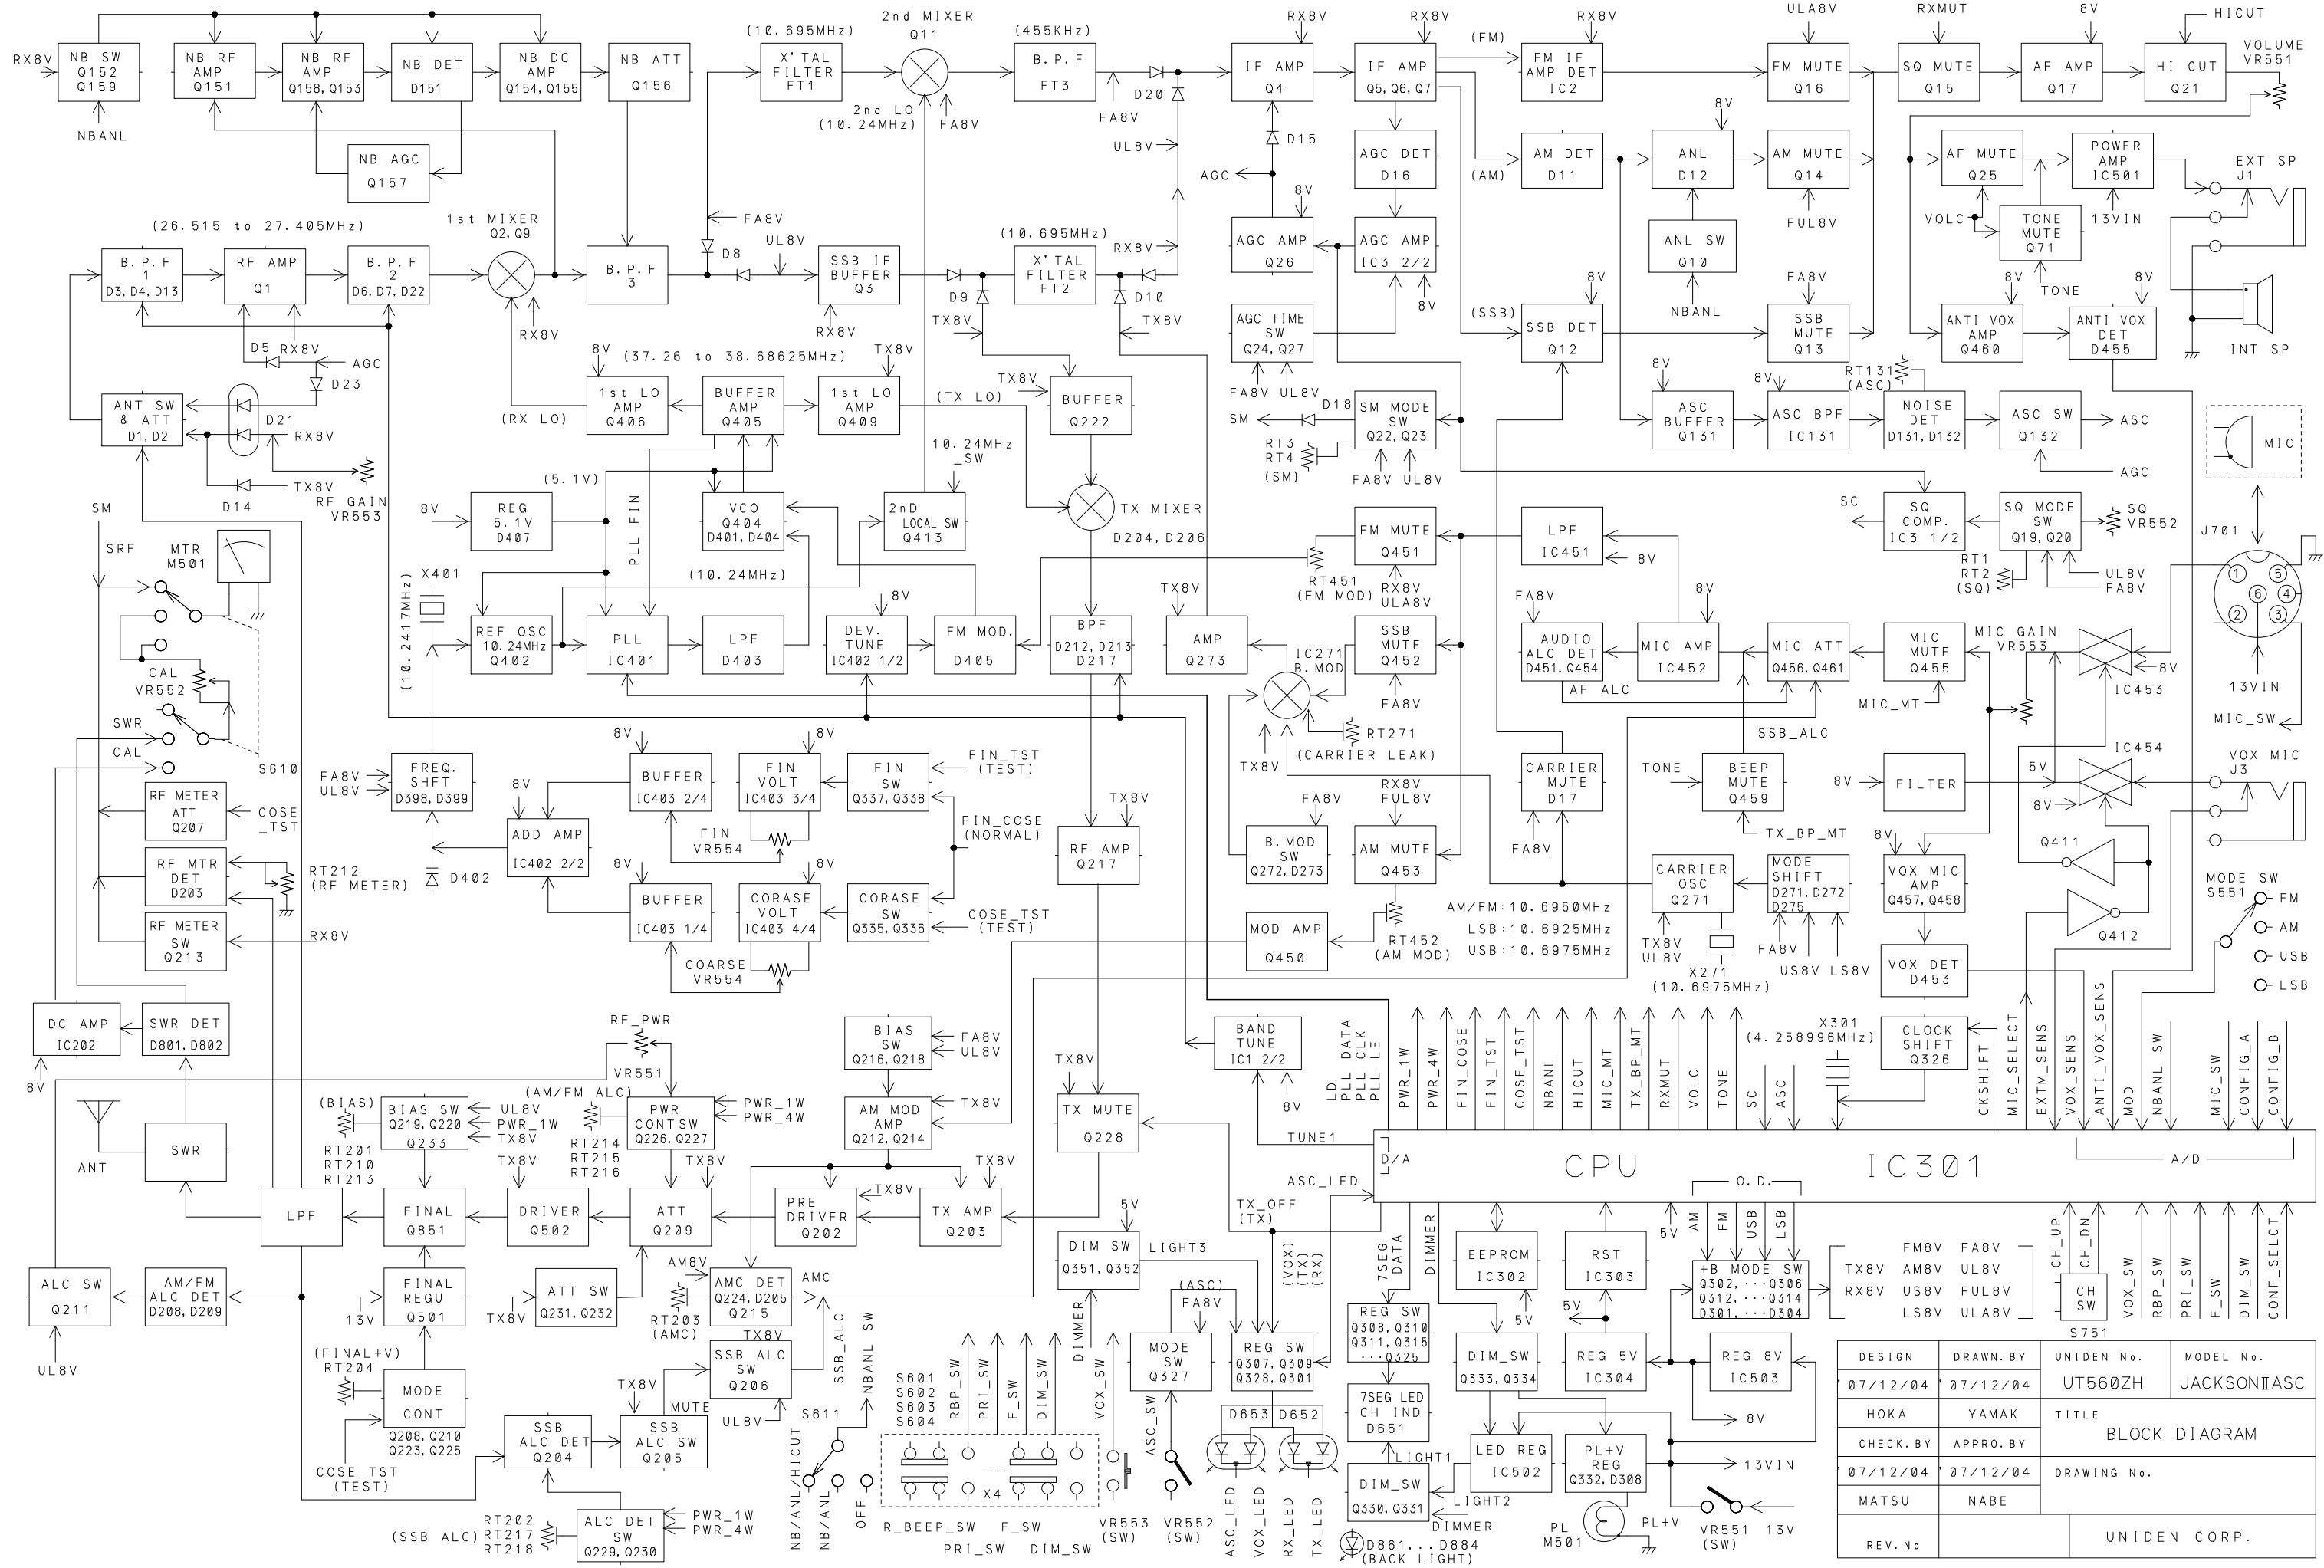 RX8V
NB SW
Q152
Q159
NBANL
NB RF
AMP
Q151
NB RF
AMP
Q158, Q153
NB DET
D151
NB DC
AMP
Q154, Q155
NB ATT
Q156
NB AGC
Q157
(10.695MHz)
X'TAL
FILTER
FT1
2nd MIXER
Q11
2nd LO
(10.24MHz)
FA8V
(455KHz)
B.P.F
FT3
FA8V
D20
UL8V
RX8V
RX8V
IF AMP
Q4
D15
AGC
8V
AGC AMP
Q26
RX8V
IF AMP
Q5, Q6, Q7
AGC DET
D16
AGC AMP
IC3 2/2
8V
AGC TIME
SW
Q24, Q27
FA8V UL8V
(FM)
(AM)
(SSB)
RX8V
FM IF
AMP DET
IC2
AM DET
D11
8V
ANL
D12
ANL SW
Q10
NBANL
8V
SSB DET
Q12
ULA8V
FM MUTE
Q16
AM MUTE
Q14
FUL8V
FA8V
SSB
MUTE
Q13
RXMUT
SQ MUTE
Q15
8V
AF AMP
Q17
HICUT
HI CUT
Q21
VOLUME
VR551
AF MUTE
Q25
VOLC
POWER
AMP
IC501
13VIN
TONE
MUTE
Q71
TONE
EXT SP
J1
INT SP
8V
ANTI VOX
AMP
Q460
8V
ANTI VOX
DET
D455
(26.515 to 27.405MHz)
B.P.F
1
D3, D4, D13
RF AMP
Q1
B.P.F
2
D6, D7, D22
1st MIXER
Q2, Q9
RX8V
B.P.F
3
FA8V
D8
UL8V
SSB IF
BUFFER
Q3
RX8V
D9
TX8V
(10.695MHz)
X'TAL
FILTER
FT2
D10
TX8V
D5
RX8V
AGC
D23
ANT SW
& ATT
D1, D2
D21
RX8V
D14
TX8V
RF GAIN
VR553
8V
(37.26 to 38.68625MHz)
TX8V
1st LO
AMP
Q406
BUFFER
AMP
Q405
1st LO
AMP
Q409
(RX LO)
(TX LO)
TX8V
BUFFER
Q222
SM
D18
SM MODE
SW
Q22, Q23
RT3
RT4
(SM)
FA8V UL8V
8V
ASC
BUFFER
Q131
8V
ASC BPF
IC131
RT131
(ASC)
NOISE
DET
D131, D132
ASC SW
Q132
ASC
AGC
MIC
SM
SRF
MTR
M501
8V
REG
5.1V
D407
(5.1V)
PLL FIN
VCO
Q404
D401, D404
10.24MHz
_SW
2nD
LOCAL SW
Q413
TX MIXER
D204, D206
(10.24MHz)
X401
(10.2417MHz)
REF OSC
10.24MHz
Q402
PLL
IC401
LPF
D403
8V
DEV.
TUNE
IC402 1/2
FM MOD.
D405
BPF
D212, D213
D217
TX8V
AMP
Q273
RT451
(FM MOD)
FM MUTE
Q451
RX8V
ULA8V
LPF
IC451
8V
SC
SQ
COMP.
IC3 1/2
SQ MODE
SW
Q19, Q20
SQ
VR552
RT1
RT2
(SQ)
UL8V
FA8V
J701
1
2
3
4
5
6
13VIN
MIC_SW
IC271
B.MOD
SSB
MUTE
Q452
FA8V
TX8V
RT271
(CARRIER LEAK)
FA8V
AUDIO
ALC DET
D451, Q454
AF ALC
8V
MIC AMP
IC452
MIC ATT
Q456, Q461
MIC
MUTE
Q455
MIC_MT
SSB_ALC
MIC GAIN
VR553
8V
IC453
CAL
VR552
SWR
CAL
S610
RF METER
ATT
Q207
COSE
_TST
RF MTR
DET
D203
RT212
(RF METER)
RF METER
SW
Q213
RX8V
FA8V
UL8V
FREQ.
SHFT
D398, D399
D402
8V
ADD AMP
IC402 2/2
8V
BUFFER
IC403 2/4
8V
FIN
VOLT
IC403 3/4
FIN
SW
Q337, Q338
FIN_TST
(TEST)
FIN
VR554
FIN_COSE
(NORMAL)
8V
BUFFER
IC403 1/4
8V
CORASE
VOLT
IC403 4/4
CORASE
SW
Q335, Q336
COSE_TST
(TEST)
COARSE
VR554
TX8V
RF AMP
Q217
FA8V
B.MOD
SW
Q272, D273
RX8V
FUL8V
AM MUTE
Q453
MOD AMP
Q450
RT452
(AM MOD)
CARRIER
MUTE
D17
FA8V
TONE
BEEP
MUTE
Q459
TX_BP_MT
8V
FILTER
5V
IC454
8V
VOX MIC
J3
AM/FM:10.6950MHz
LSB:10.6925MHz
USB:10.6975MHz
CARRIER
OSC
Q271
TX8V
UL8V
X271
(10.6975MHz)
MODE
SHIFT
D271, D272
D275
FA8V
US8V LS8V
8V
VOX MIC
AMP
Q457, Q458
VOX DET
D453
Q411
Q412
MODE SW
S551
FM
AM
USB
LSB
DC AMP
IC202
8V
SWR DET
D801, D802
RF_PWR
VR551
BIAS
SW
Q216, Q218
FA8V
UL8V
BAND
TUNE
IC1 2/2
8V
TX8V
LD
PLL DATA
PLL CLK
PLL LE
PWR_1W
PWR_4W
FIN_COSE
FIN_TST
COSE_TST
NBANL
HICUT
MIC_MT
TX_BP_MT
RXMUT
VOLC
TONE
SC
ASC
X301
(4.258996MHz)
CLOCK
SHIFT
Q326
CKSHIFT
MIC_SELECT
EXTM_SENS
VOX_SENS
ANTI_VOX_SENS
MOD
NBANL SW
MIC_SW
CONFIG_A
CONFIG_B
ANT
SWR
(BIAS)
RT201
RT210
RT213
BIAS SW
Q219, Q220
Q233
UL8V
PWR_1W
TX8V
(AM/FM ALC)
RT214
RT215
RT216
PWR
CONTSW
Q226, Q227
PWR_1W
PWR_4W
AM MOD
AMP
Q212, Q214
TX8V
TX MUTE
Q228
TUNE1
D/A
CPU IC301
A/D
ASC_LED
O.D.
LPF
FINAL
Q851
TX8V
DRIVER
Q502
TX8V
ATT
Q209
PRE
DRIVER
Q202
TX8V
TX8V
TX AMP
Q203
TX_OFF
(TX)
5V
DIM SW
Q351, Q352
LIGHT3
DIMMER
(VOX)
(TX)
(RX)
7SEG
DATA
DIMMER
EEPROM
IC302
5V
RST
IC303
5V
AM
FM
USB
LSB
+B MODE SW
Q302, ···Q306
Q312, ···Q314
D301, ···D304
FM8V FA8V
TX8V AM8V UL8V
RX8V US8V FUL8V
LS8V ULA8V
CH_UP
CH_DN
CH
SW
S751
VOX_SW
RBP_SW
PRI_SW
F_SW
DIM_SW
CONF_SELCT
ALC SW
Q211
UL8V
AM/FM
ALC DET
D208, D209
13V
FINAL
REGU
Q501
TX8V
ATT SW
Q231, Q232
AM8V
AMC DET
Q224, D205
Q215
AMC
RT203
(AMC)
TX8V
SSB ALC
SW
Q206
UL8V
SSB_ALC
NBANL SW
(FINAL+V)
RT204
MODE
CONT
Q208, Q210
Q223, Q225
COSE_TST
(TEST)
SSB
ALC DET
Q204
TX8V
MUTE
SSB
ALC SW
Q205
RT202
RT217
RT218
(SSB ALC)
ALC DET
SW
Q229, Q230
PWR_1W
PWR_4W
S611
NB/ANL/HICUT
NB/ANL
OFF
S601
S602
S603
S604
RBP_SW
PRI_SW
F_SW
DIM_SW
X4
R_BEEP_SW F_SW
PRI_SW DIM_SW
VOX_SW
VR553
(SW)
(ASC)
FA8V
MODE
SW
Q327
ASC_SW
VR552
(SW)
REG SW
Q307, Q309
Q328, Q301
D653 D652
ASC_LED
VOX_LED
RX_LED
TX_LED
REG SW
Q308, Q310
Q311, Q315
···Q325
7SEG LED
CH IND
D651
LIGHT1
DIM_SW
Q330, Q331
LIGHT2
DIMMER
D861, ..D884
(BACK LIGHT)
DIM_SW
Q333, Q334
LED REG
IC502
5V
REG 5V
IC304
REG 8V
IC503
8V
PL+V
REG
Q332, D308
13VIN
PL
M501
PL+V
VR551
(SW)
13V
DESIGN DRAWN.BY UNIDEN No. MODEL No.
'07/12/04 '07/12/04 UT560ZH JACKSONⅡASC
HOKA YAMAK TITLE
BLOCK DIAGRAM
CHECK.BY APPRO.BY
'07/12/04 '07/12/04 DRAWING No.
MATSU NABE
REV.No UNIDEN CORP.